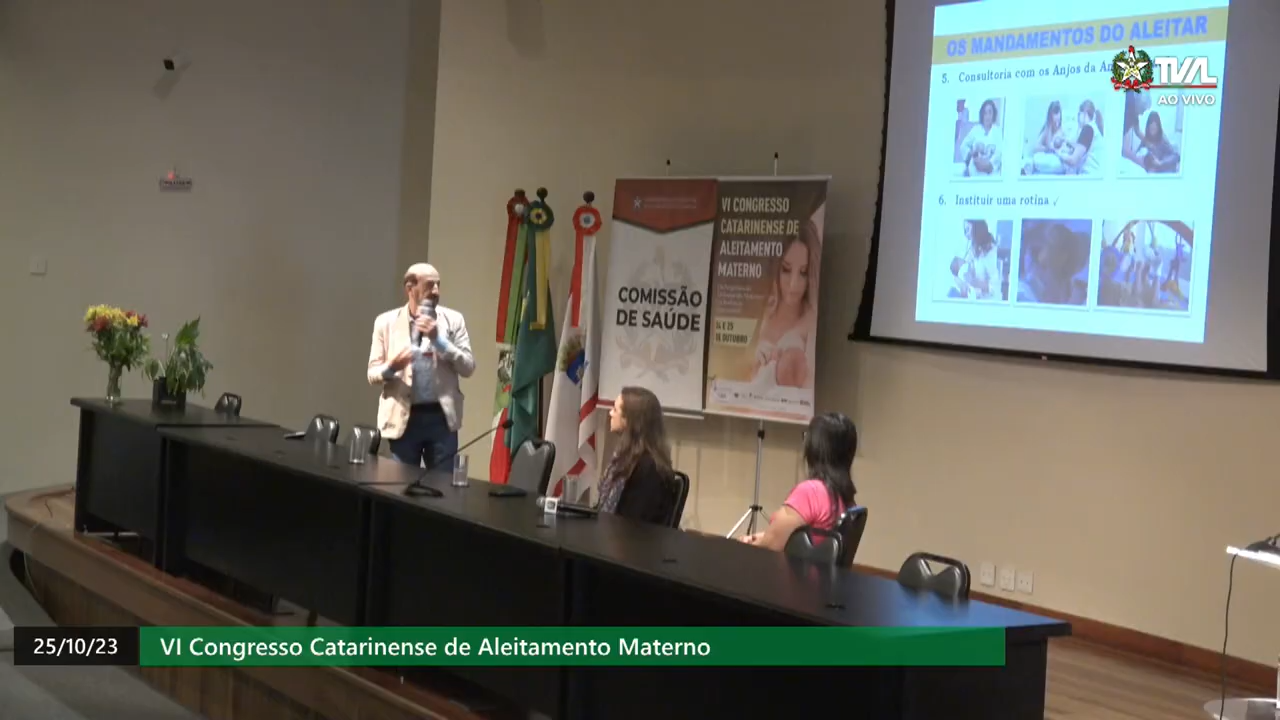 OS MANDAMENTOS DO ALEITAR
5. Consultoria com os Anjos da
TVAL
AO VIVO
6. Instituir uma rotina ✓
COMISSÃO
DE SAÚDE
VI CONGRESSO
CATARINENSE DE
ALEITAMENTO
MATERNO
24 E 25
DE OUTUBRO
25/10/23
VI Congresso Catarinense de Aleitamento Materno